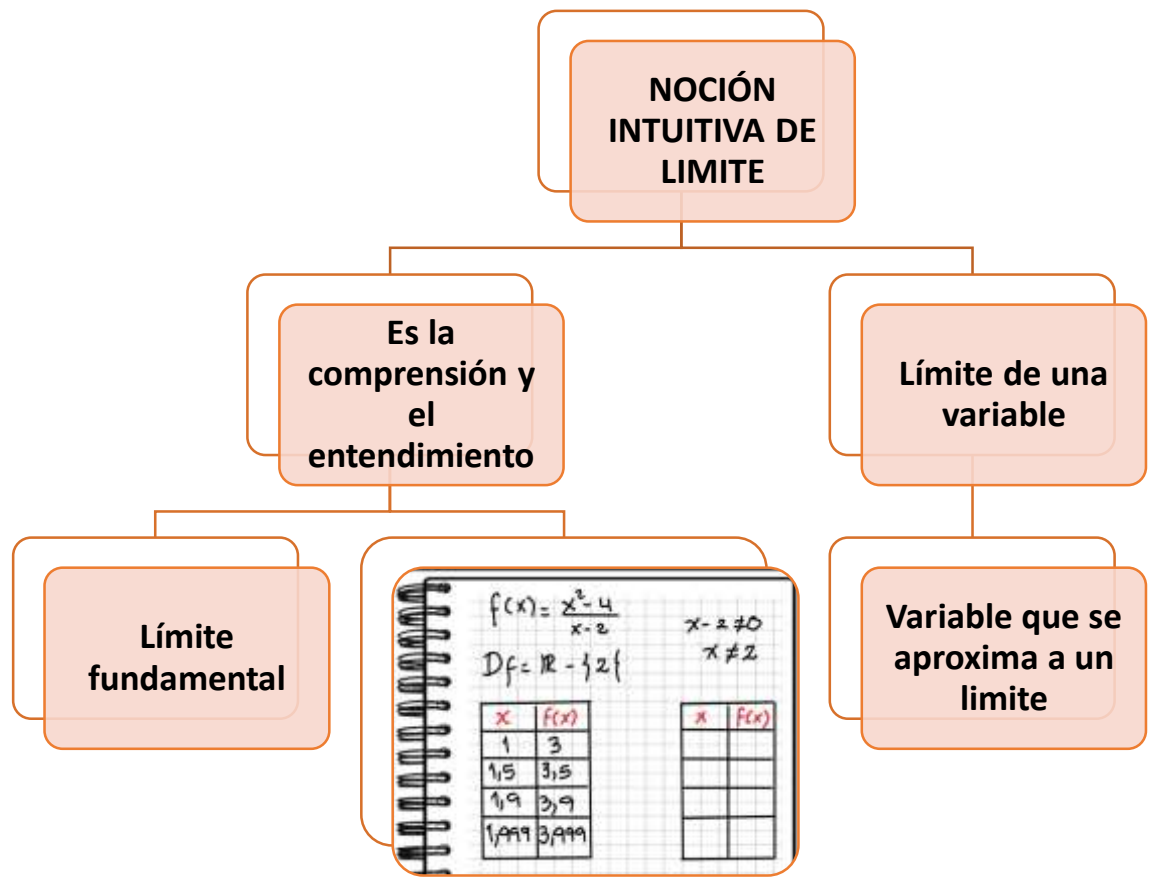 NOCIÓN
INTUITIVA DE
LIMITE
Es la
comprensión y
el
entendimiento
Límite de una
variable
Límite
fundamental
f(x) = x²-4
x-2
x-2≠0
Df = ℝ - {2{
x≠2
x f(x)
1 3
1,5 3,5
1,9 3,9
1,999 3,999
x f(x)
Variable que se
aproxima a un
limite